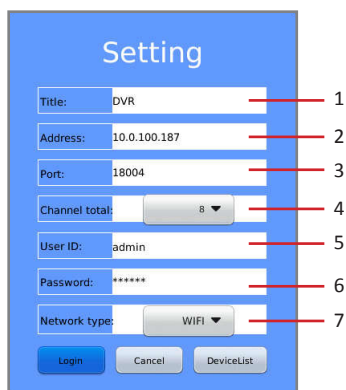 Setting
Title: DVR 1
Address: 10.0.100.187 2
Port: 18004 3
Channel total: 8 4
User ID: admin 5
Password: ****** 6
Network type: WIFI 7
Login Cancel DeviceList